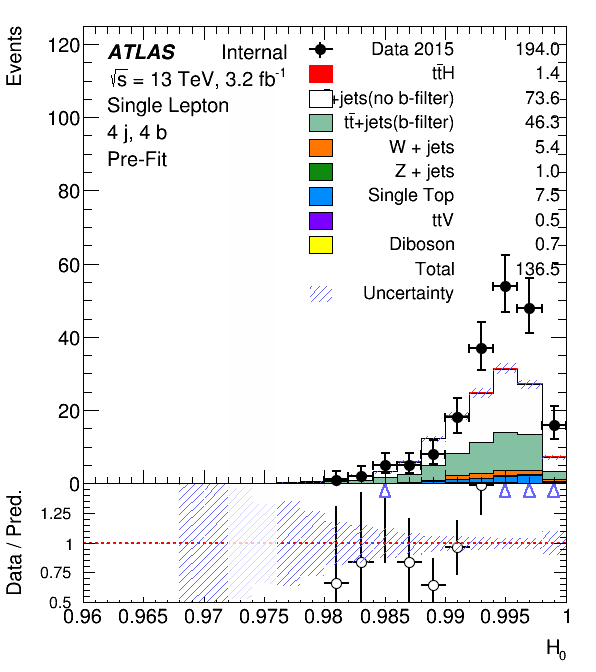 Events
120
100
80
60
40
20
0
ATLAS Internal
√s = 13 TeV, 3.2 fb⁻¹
Single Lepton
4 j, 4 b
Pre-Fit
Data 2015 194.0
tt̄H 1.4
+jets(no b-filter) 73.6
tt̄+jets(b-filter) 46.3
W + jets 5.4
Z + jets 1.0
Single Top 7.5
ttV 0.5
Diboson 0.7
Total 136.5
Uncertainty
Data / Pred.
1.25
1
0.75
0.5
0.96 0.965 0.97 0.975 0.98 0.985 0.99 0.995 1
H₀